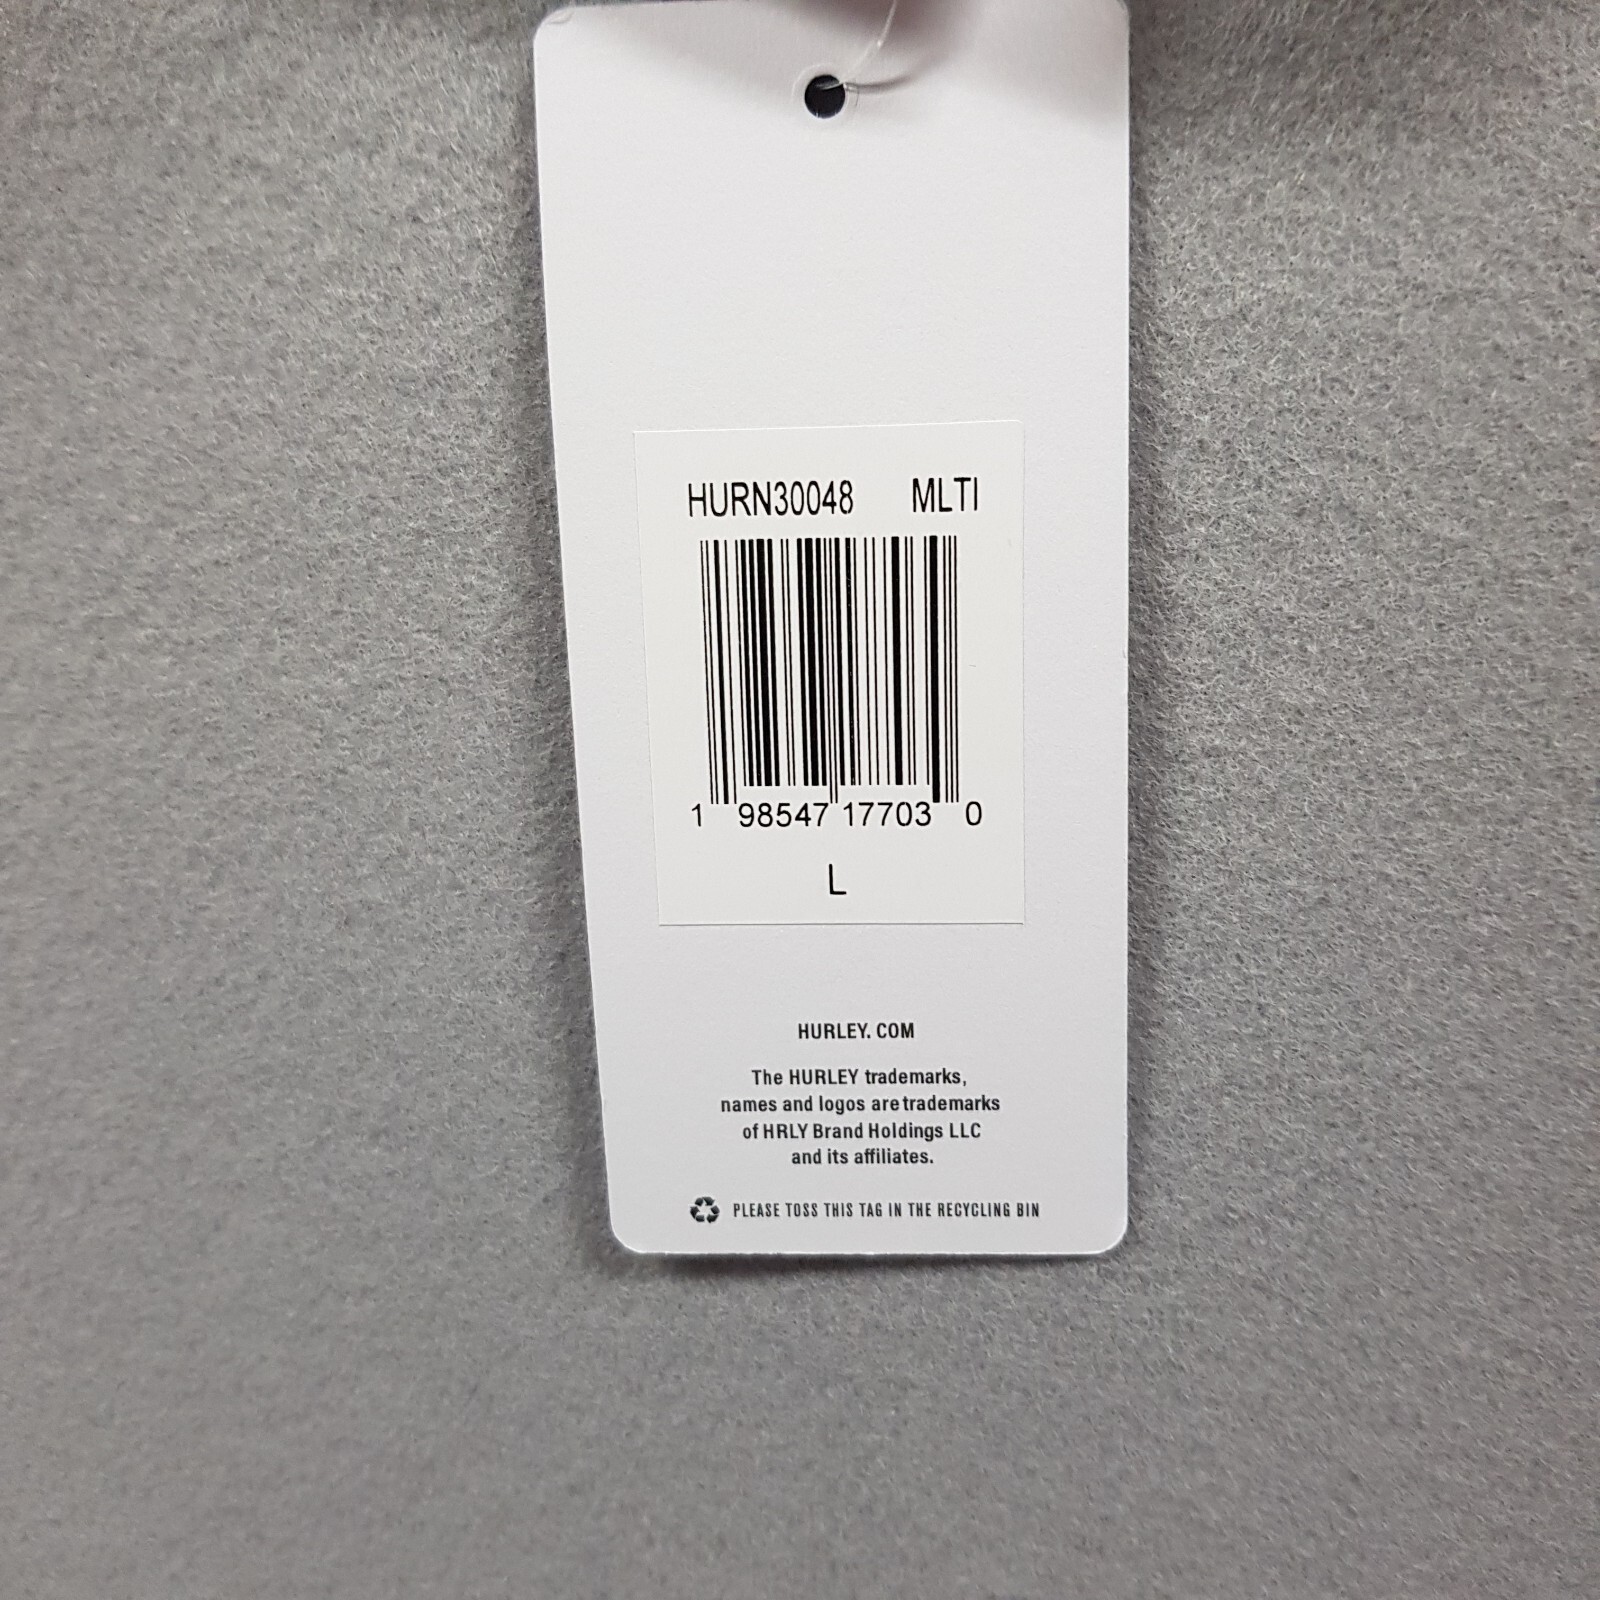 HURN30048 MLTI
1 98547 17703 0
L
HURLEY. COM
The HURLEY trademarks,
names and logos are trademarks
of HRLY Brand Holdings LLC
and its affiliates.
PLEASE TOSS THIS TAG IN THE RECYCLING BIN